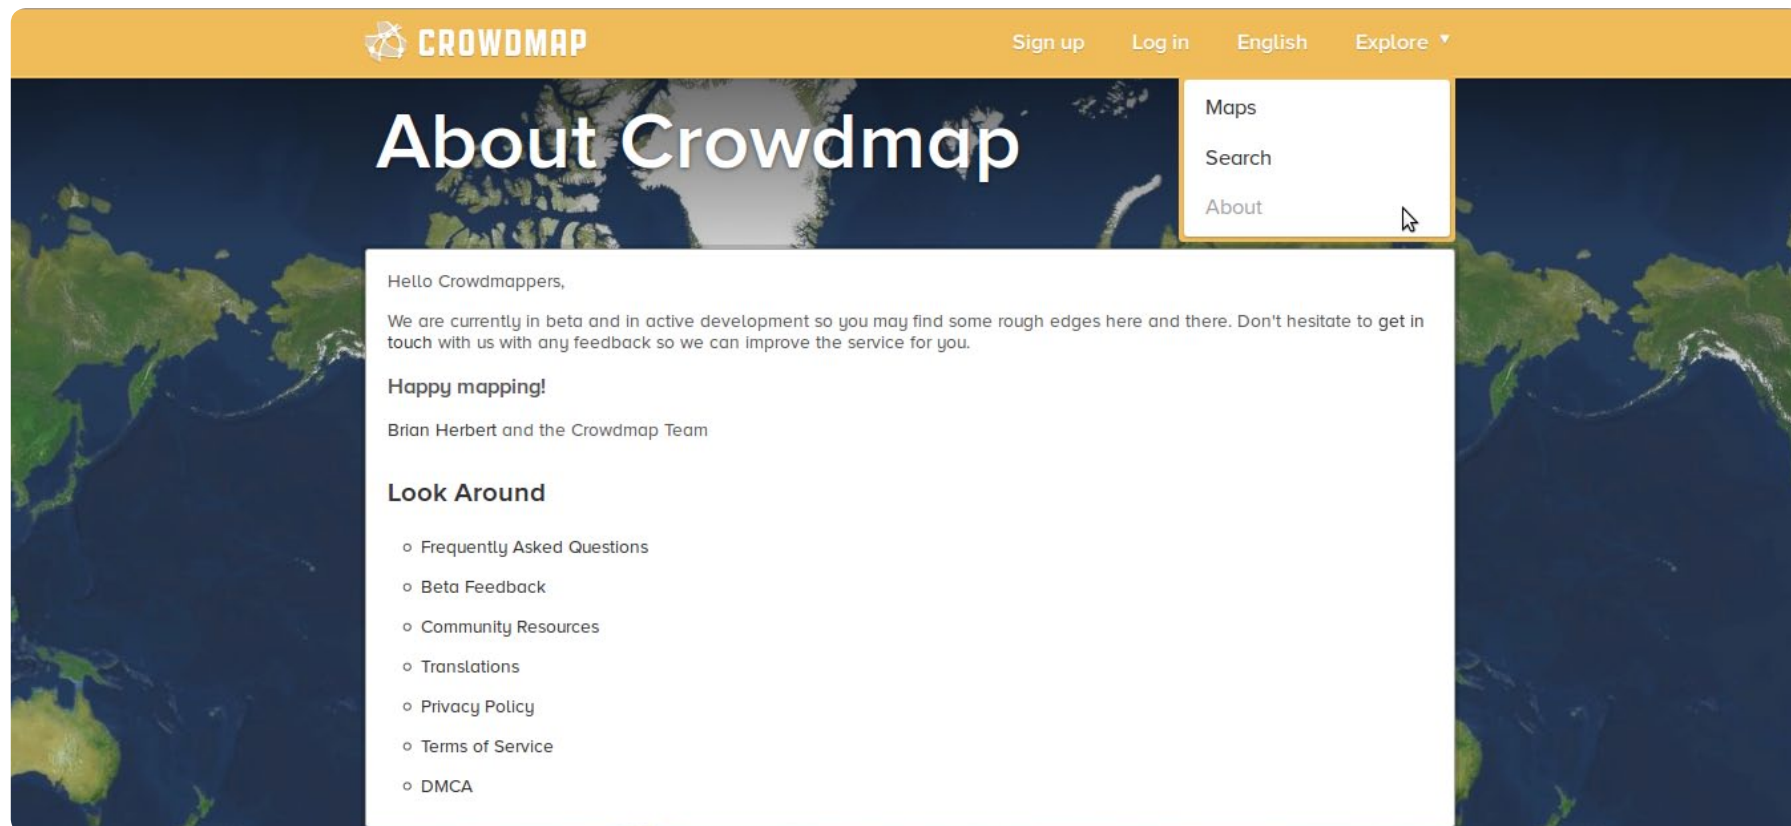 CROWDMAP
Sign up
Log in
English
Explore ▼
Maps
Search
About
About Crowdmap
Hello Crowdmappers,
We are currently in beta and in active development so you may find some rough edges here and there. Don't hesitate to get in
touch with us with any feedback so we can improve the service for you.
Happy mapping!
Brian Herbert and the Crowdmap Team
Look Around
Frequently Asked Questions
Beta Feedback
Community Resources
Translations
Privacy Policy
Terms of Service
DMCA